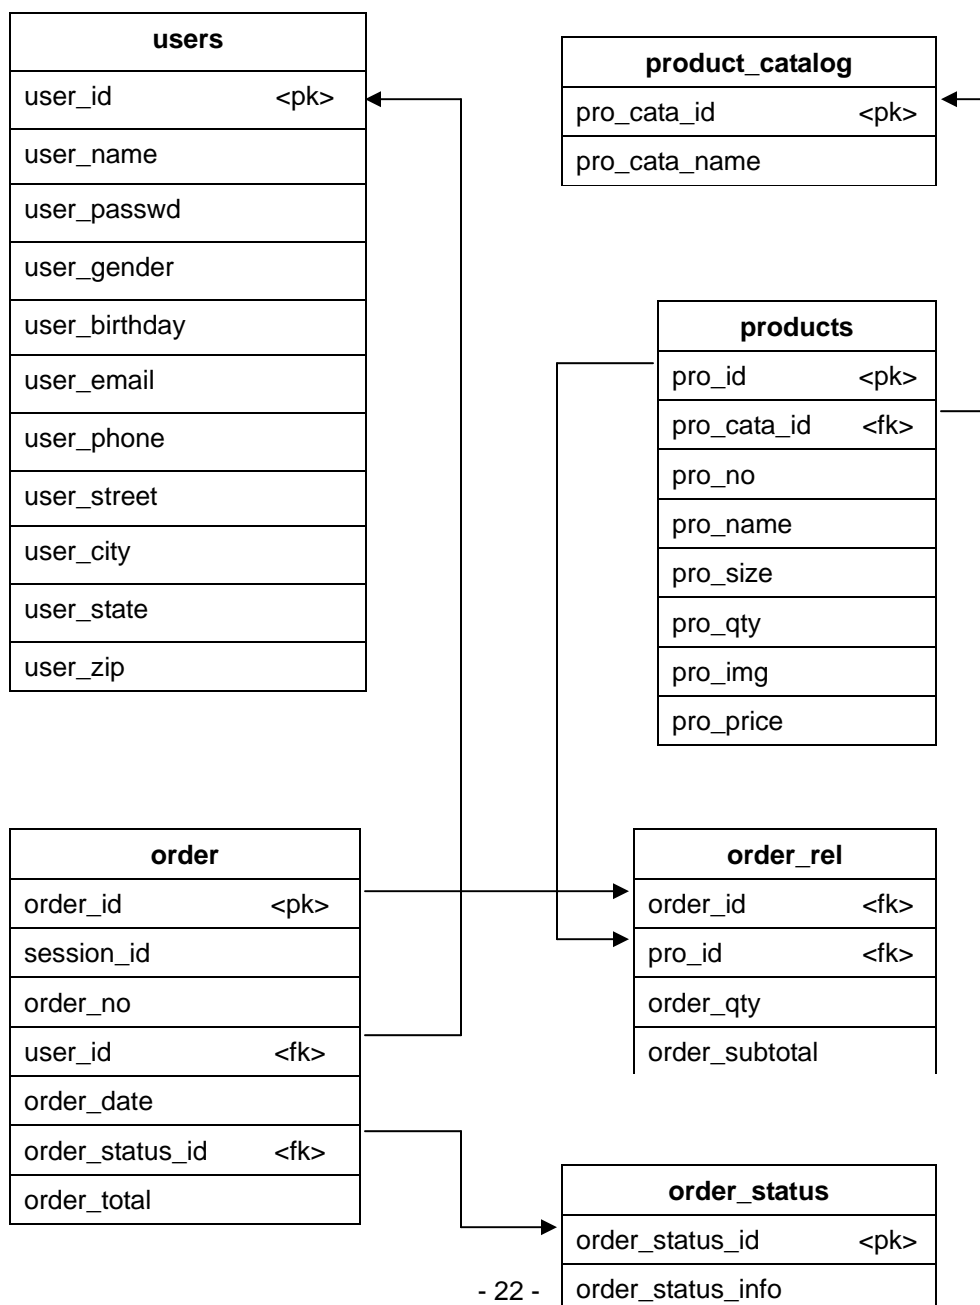 users
user_id <pk>
user_name
user_passwd
user_gender
user_birthday
user_email
user_phone
user_street
user_city
user_state
user_zip
product_catalog
pro_cata_id <pk>
pro_cata_name
products
pro_id <pk>
pro_cata_id <fk>
pro_no
pro_name
pro_size
pro_qty
pro_img
pro_price
order
order_id <pk>
session_id
order_no
user_id <fk>
order_date
order_status_id <fk>
order_total
order_rel
order_id <fk>
pro_id <fk>
order_qty
order_subtotal
order_status
order_status_id <pk>
order_status_info
- 22 -